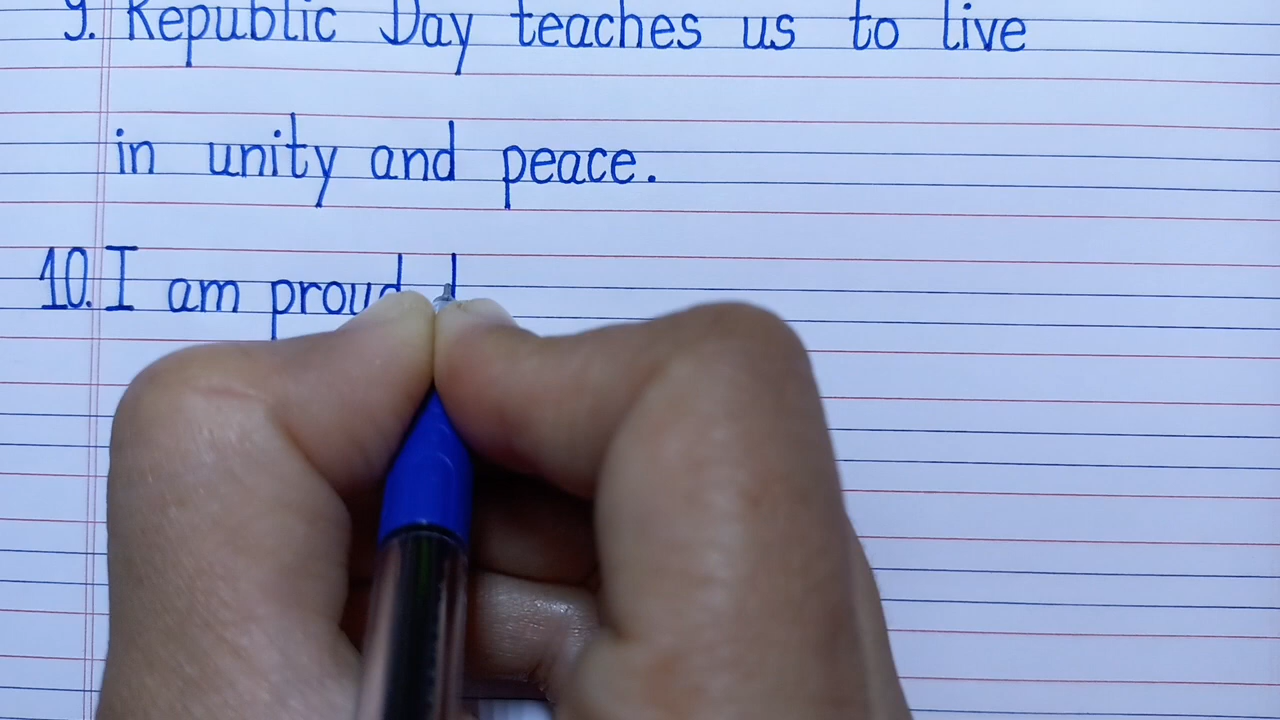 9. Republic Day teaches us to live
in unity and peace.
10. I am proud